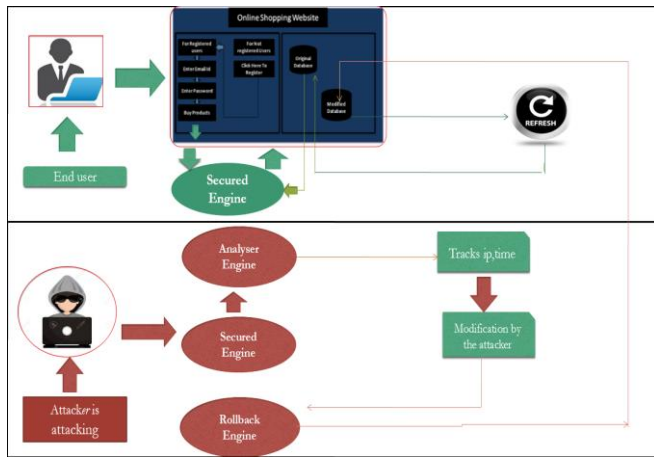 Online Shopping Website
For Registered
users
For Not
registered Users
Enter Email Id
Click Here To
Register
Enter Password
Buy Products
Original
Database
Modified
Database
REFRESH
End user
Secured
Engine
Analyser
Engine
Tracks ip,time
Secured
Engine
Modification by
the attacker
Attacker is
attacking
Rollback
Engine